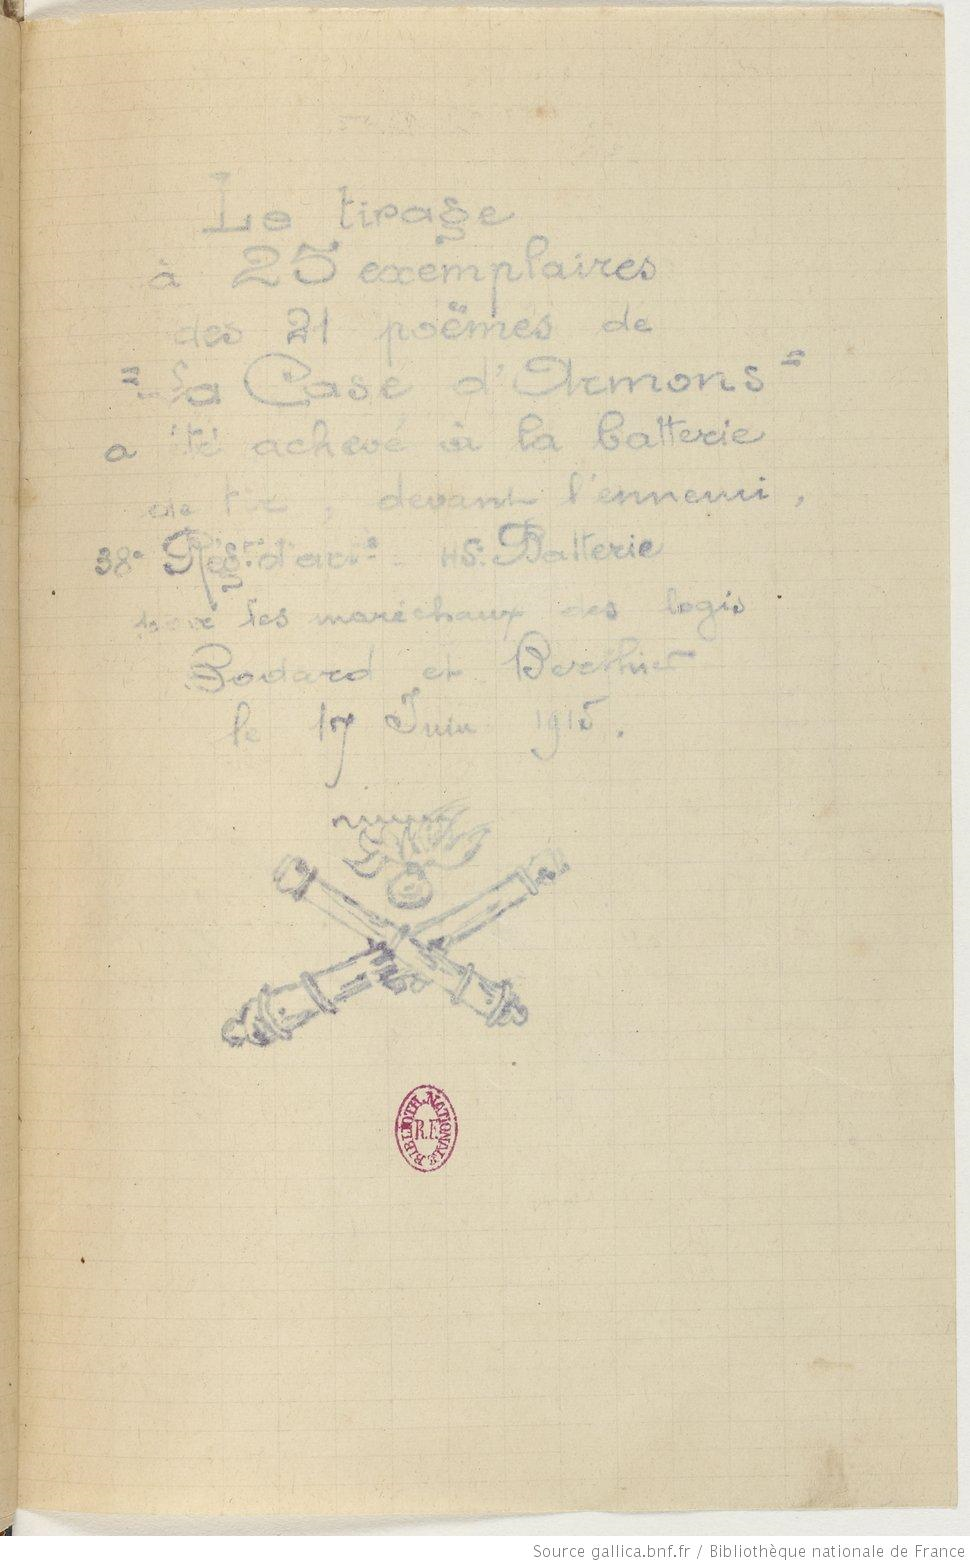 Le tirage
à 25 exemplaires
des 21 poëmes de
"La Case d'Armons"
a été achevé à la batterie
de tir, devant l'ennemi,
38e Régt d'artie 45e Batterie
par les maréchaux des logis
Bodard et Berthier
le 17 Juin 1915.
BIBLIOTH. NATIONALE
R.F.
Source gallica.bnf.fr / Bibliothèque nationale de France